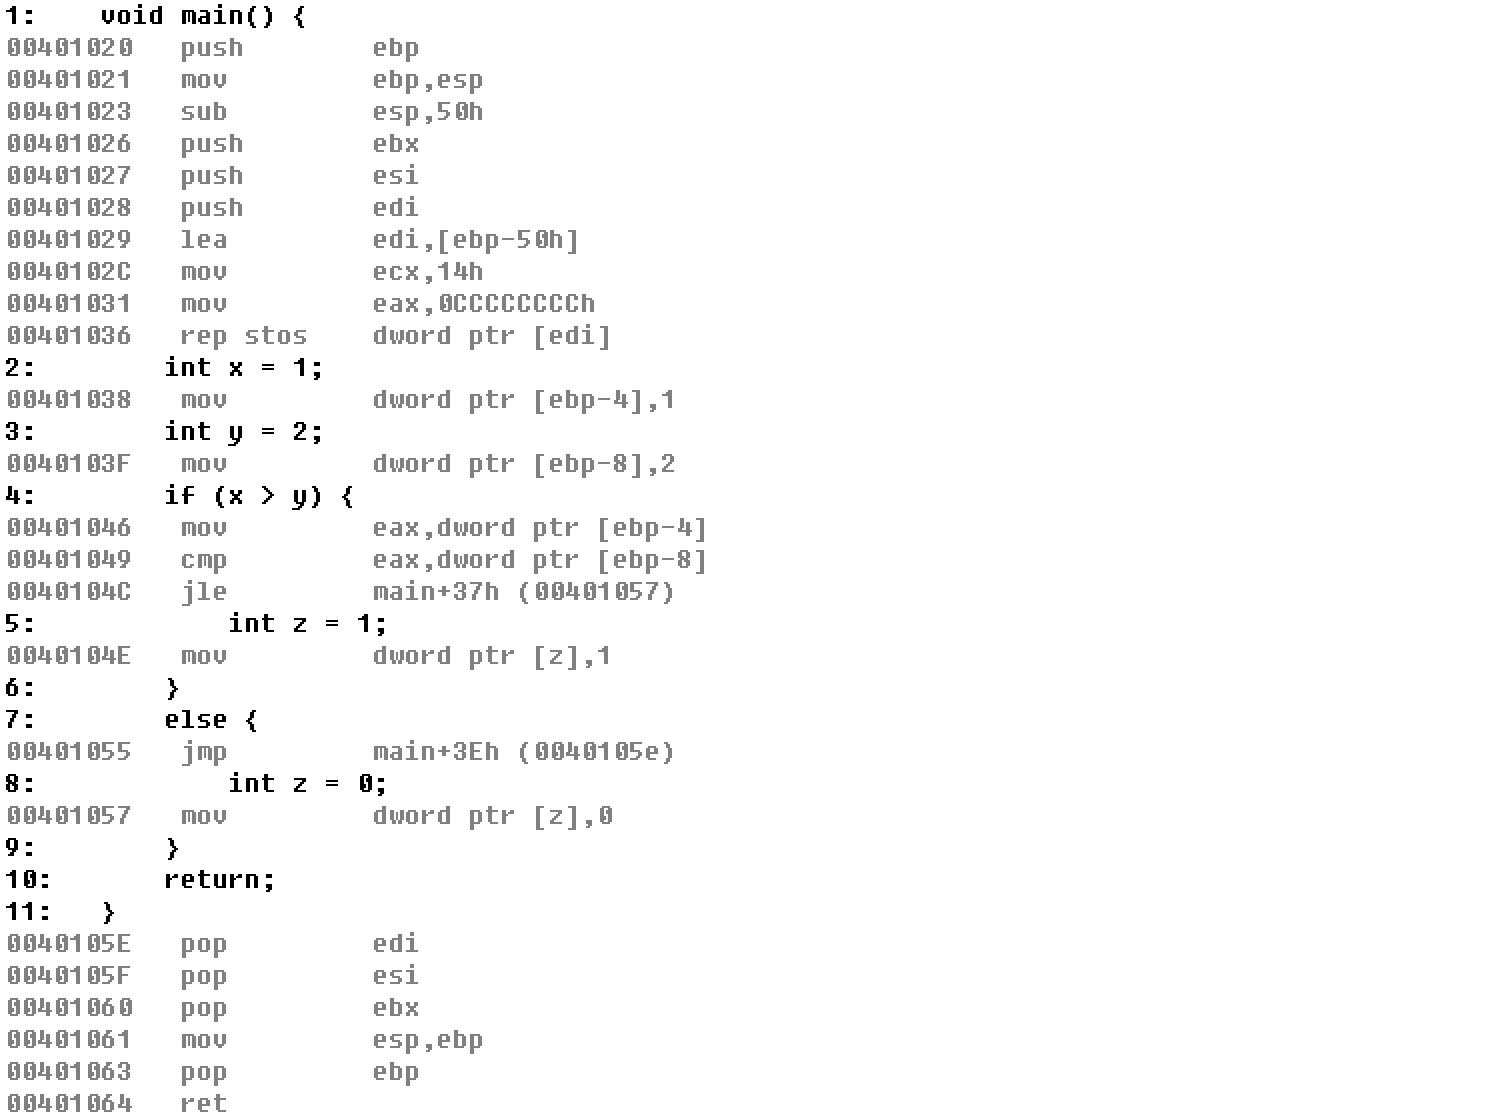 1:    void main() {
00401020   push        ebp
00401021   mov         ebp,esp
00401023   sub         esp,50h
00401026   push        ebx
00401027   push        esi
00401028   push        edi
00401029   lea         edi,[ebp-50h]
0040102C   mov         ecx,14h
00401031   mov         eax,0CCCCCCCCh
00401036   rep stos    dword ptr [edi]
2:        int x = 1;
00401038   mov         dword ptr [ebp-4],1
3:        int y = 2;
0040103F   mov         dword ptr [ebp-8],2
4:        if (x > y) {
00401046   mov         eax,dword ptr [ebp-4]
00401049   cmp         eax,dword ptr [ebp-8]
0040104C   jle         main+37h (00401057)
5:            int z = 1;
0040104E   mov         dword ptr [z],1
6:        }
7:        else {
00401055   jmp         main+3Eh (0040105e)
8:            int z = 0;
00401057   mov         dword ptr [z],0
9:        }
10:       return;
11:   }
0040105E   pop         edi
0040105F   pop         esi
00401060   pop         ebx
00401061   mov         esp,ebp
00401063   pop         ebp
00401064   ret